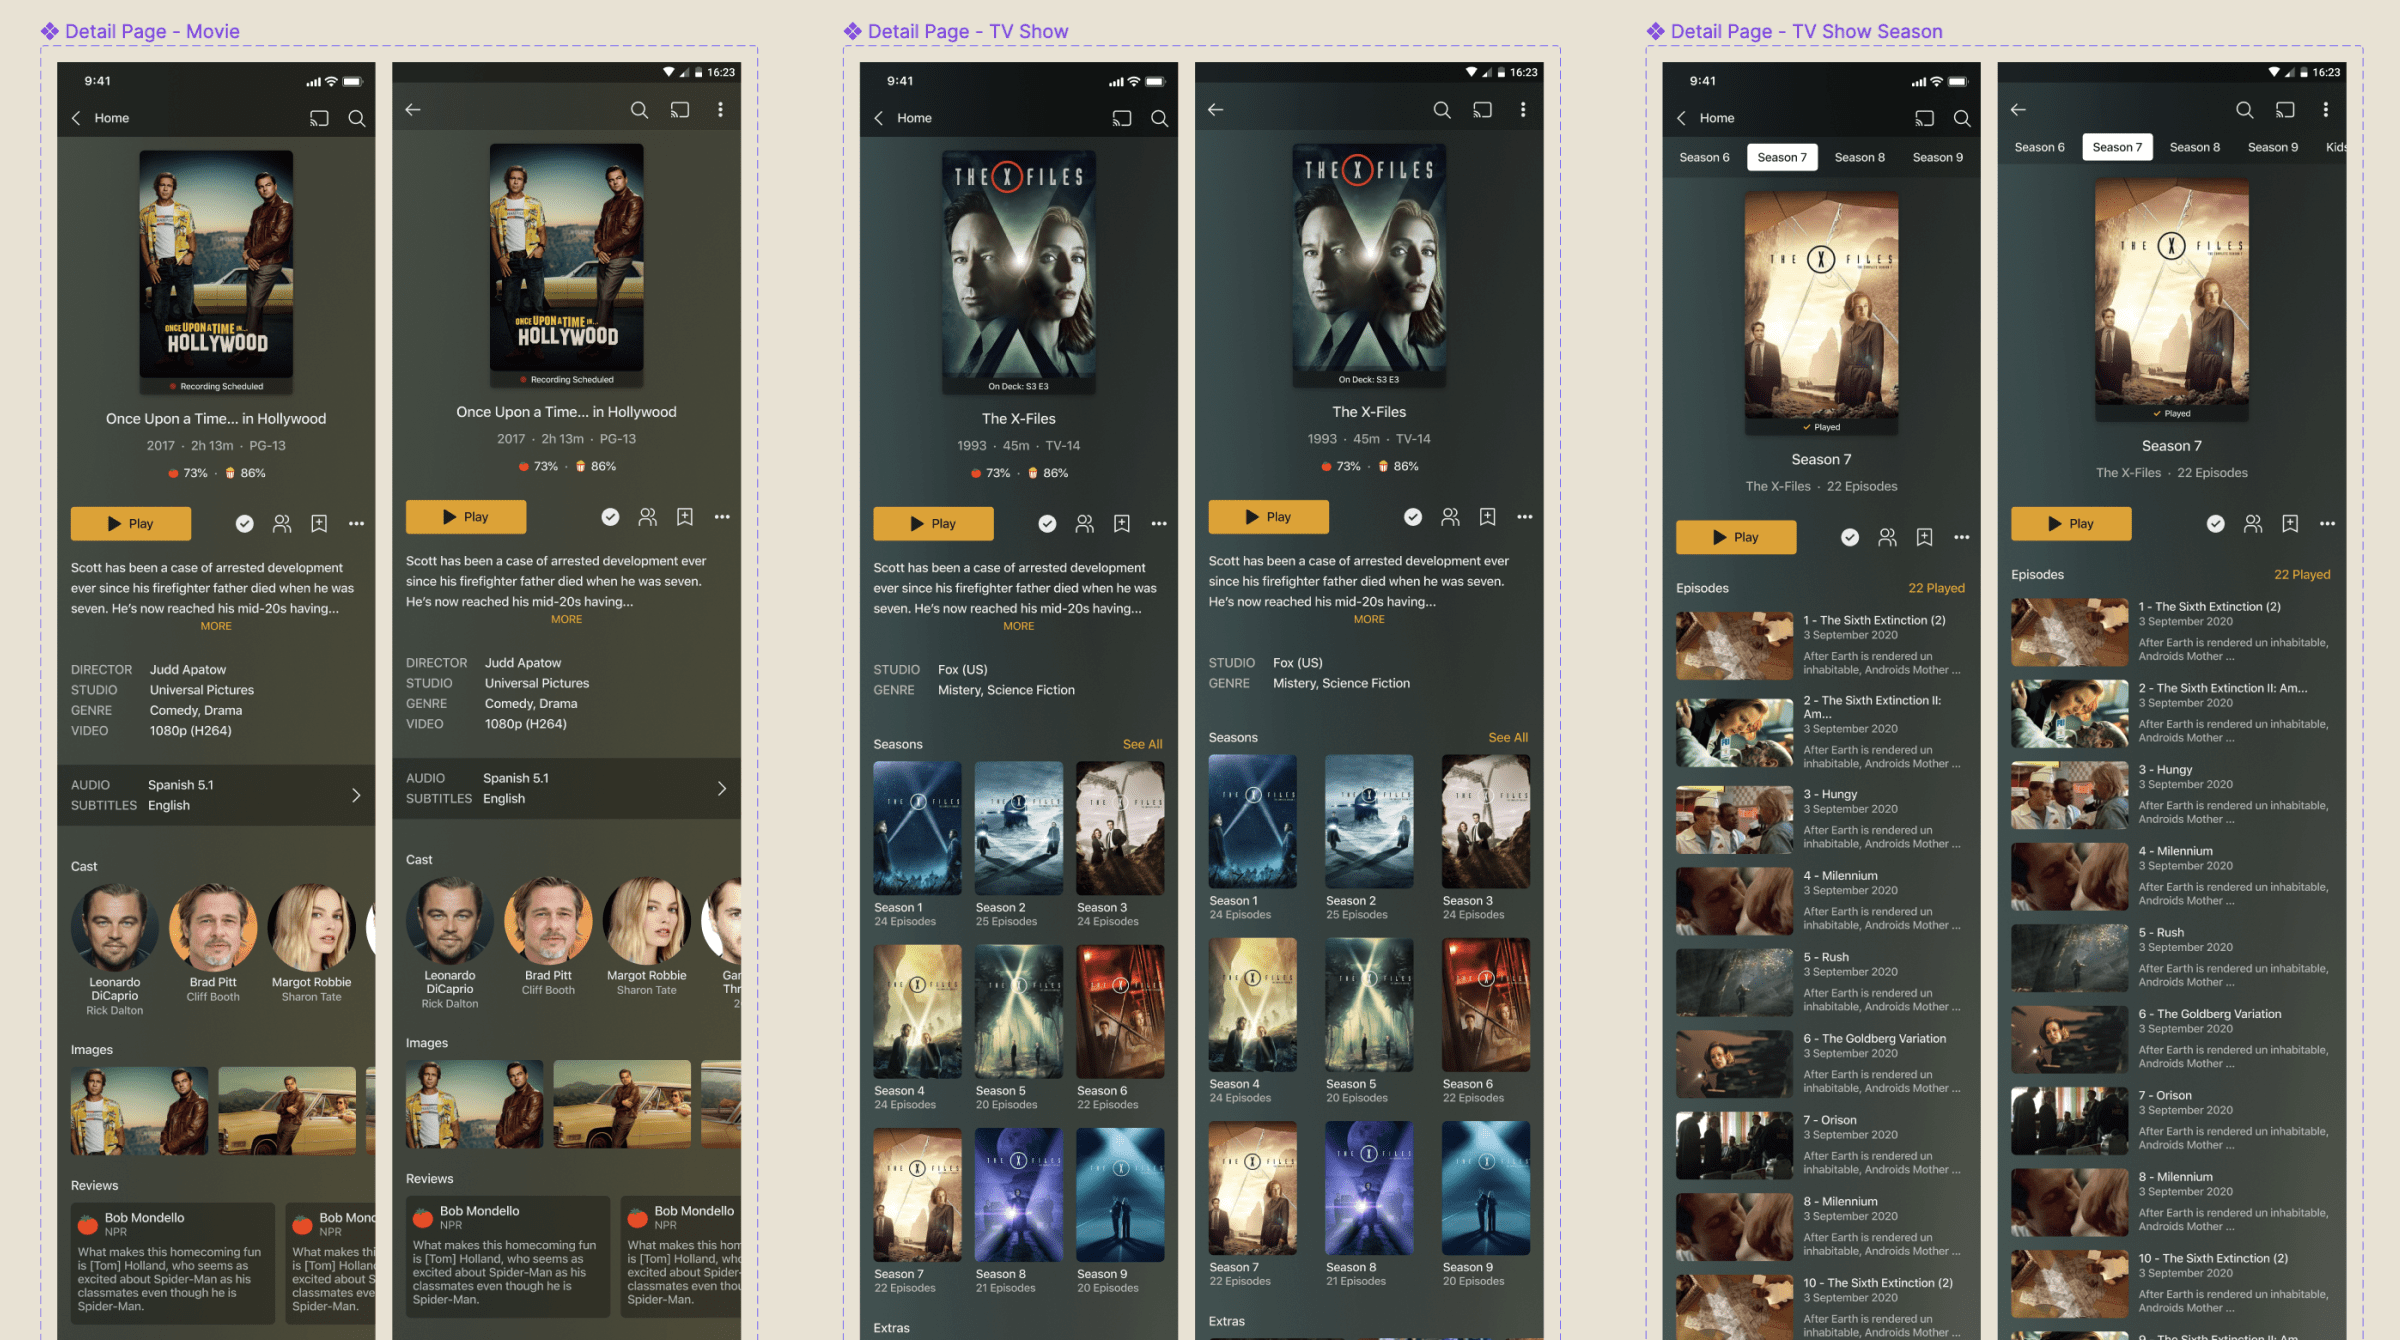 Detail Page - Movie
9:41
Home
ONCE UPON A TIME IN...
HOLLYWOOD
Recording Scheduled
Once Upon a Time... in Hollywood
2017 · 2h 13m · PG-13
73% · 86%
Play
Scott has been a case of arrested development
ever since his firefighter father died when he was
seven. He's now reached his mid-20s having...
MORE
DIRECTOR Judd Apatow
STUDIO Universal Pictures
GENRE Comedy, Drama
VIDEO 1080p (H264)
AUDIO Spanish 5.1
SUBTITLES English
Cast
Leonardo
DiCaprio
Rick Dalton
Brad Pitt
Cliff Booth
Margot Robbie
Sharon Tate
Images
Reviews
Bob Mondello
NPR
What makes this homecoming fun
is [Tom] Holland, who seems as
excited about Spider-Man as his
classmates even though he is
Spider-Man.
Bob Monc
NPR
What makes thi
is [Tom] Hollan
excited about S
classmates eve
Spider-Man.
16:23
ONCE UPON A TIME IN...
HOLLYWOOD
Recording Scheduled
Once Upon a Time... in Hollywood
2017 · 2h 13m · PG-13
73% · 86%
Play
Scott has been a case of arrested development ever
since his firefighter father died when he was seven.
He's now reached his mid-20s having...
MORE
DIRECTOR Judd Apatow
STUDIO Universal Pictures
GENRE Comedy, Drama
VIDEO 1080p (H264)
AUDIO Spanish 5.1
SUBTITLES English
Cast
Leonardo
DiCaprio
Rick Dalton
Brad Pitt
Cliff Booth
Margot Robbie
Sharon Tate
Gar
Thr
2
Images
Reviews
Bob Mondello
NPR
What makes this homecoming fun
is [Tom] Holland, who seems as
excited about Spider-Man as his
classmates even though he is
Spider-Man.
Bob Mondello
NPR
What makes this hom
is [Tom] Holland, who
excited about Spider-
classmates even thou
Spider-Man.
Detail Page - TV Show
9:41
Home
THE X FILES
On Deck: S3 E3
The X-Files
1993 · 45m · TV-14
73% · 86%
Play
Scott has been a case of arrested development
ever since his firefighter father died when he was
seven. He's now reached his mid-20s having...
MORE
STUDIO Fox (US)
GENRE Mistery, Science Fiction
Seasons See All
THE X FILES
THE X FILES
THE X FILES
Season 1
24 Episodes
Season 2
25 Episodes
Season 3
24 Episodes
THE X FILES
THE X FILES
THE X FILES
Season 4
24 Episodes
Season 5
20 Episodes
Season 6
22 Episodes
THE X FILES
THE X FILES
THE X FILES
Season 7
22 Episodes
Season 8
21 Episodes
Season 9
20 Episodes
Extras
16:23
THE X FILES
On Deck: S3 E3
The X-Files
1993 · 45m · TV-14
73% · 86%
Play
Scott has been a case of arrested development ever
since his firefighter father died when he was seven.
He's now reached his mid-20s having...
MORE
STUDIO Fox (US)
GENRE Mistery, Science Fiction
Seasons See All
THE X FILES
THE X FILES
THE X FILES
Season 1
24 Episodes
Season 2
25 Episodes
Season 3
24 Episodes
THE X FILES
THE X FILES
THE X FILES
Season 4
24 Episodes
Season 5
20 Episodes
Season 6
22 Episodes
THE X FILES
THE X FILES
THE X FILES
Season 7
22 Episodes
Season 8
21 Episodes
Season 9
20 Episodes
Extras
Detail Page - TV Show Season
9:41
Home
Season 6 Season 7 Season 8 Season 9
THE X FILES
Played
Season 7
The X-Files · 22 Episodes
Play
Episodes 22 Played
1 - The Sixth Extinction (2)
3 September 2020
After Earth is rendered un
inhabitable, Androids Mother ...
2 - The Sixth Extinction II:
Am...
3 September 2020
After Earth is rendered un
inhabitable, Androids Mother ...
3 - Hungy
3 September 2020
After Earth is rendered un
inhabitable, Androids Mother ...
4 - Milennium
3 September 2020
After Earth is rendered un
inhabitable, Androids Mother ...
5 - Rush
3 September 2020
After Earth is rendered un
inhabitable, Androids Mother ...
6 - The Goldberg Variation
3 September 2020
After Earth is rendered un
inhabitable, Androids Mother ...
7 - Orison
3 September 2020
After Earth is rendered un
inhabitable, Androids Mother ...
8 - Milennium
3 September 2020
After Earth is rendered un
inhabitable, Androids Mother ...
10 - The Sixth Extinction (2)
3 September 2020
After Earth is rendered un
inhabitable, Androids Mother ...
16:23
Season 6 Season 7 Season 8 Season 9 Kids
THE X FILES
Played
Season 7
The X-Files · 22 Episodes
Play
Episodes 22 Played
1 - The Sixth Extinction (2)
3 September 2020
After Earth is rendered un inhabitable,
Androids Mother ...
2 - The Sixth Extinction II: Am...
3 September 2020
After Earth is rendered un inhabitable,
Androids Mother ...
3 - Hungy
3 September 2020
After Earth is rendered un inhabitable,
Androids Mother ...
4 - Milennium
3 September 2020
After Earth is rendered un inhabitable,
Androids Mother ...
5 - Rush
3 September 2020
After Earth is rendered un inhabitable,
Androids Mother ...
6 - The Goldberg Variation
3 September 2020
After Earth is rendered un inhabitable,
Androids Mother ...
7 - Orison
3 September 2020
After Earth is rendered un inhabitable,
Androids Mother ...
8 - Milennium
3 September 2020
After Earth is rendered un inhabitable,
Androids Mother ...
10 - The Sixth Extinction (2)
3 September 2020
After Earth is rendered un inhabitable,
Androids Mother ...
9 - The Sixth Extinction II: Am...